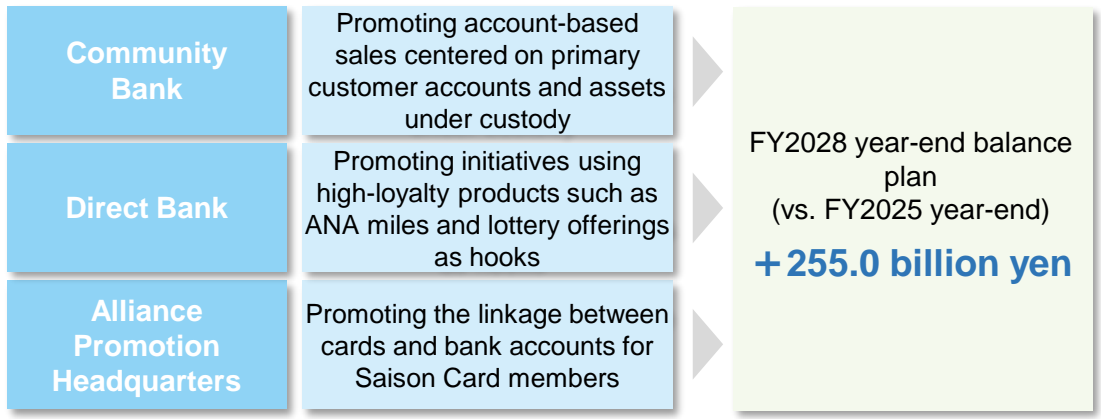 Community
Bank
Promoting account-based
sales centered on primary
customer accounts and assets
under custody
Direct Bank
Promoting initiatives using
high-loyalty products such as
ANA miles and lottery offerings
as hooks
Alliance
Promotion
Headquarters
Promoting the linkage between
cards and bank accounts for
Saison Card members
FY2028 year-end balance
plan
(vs. FY2025 year-end)
＋255.0 billion yen